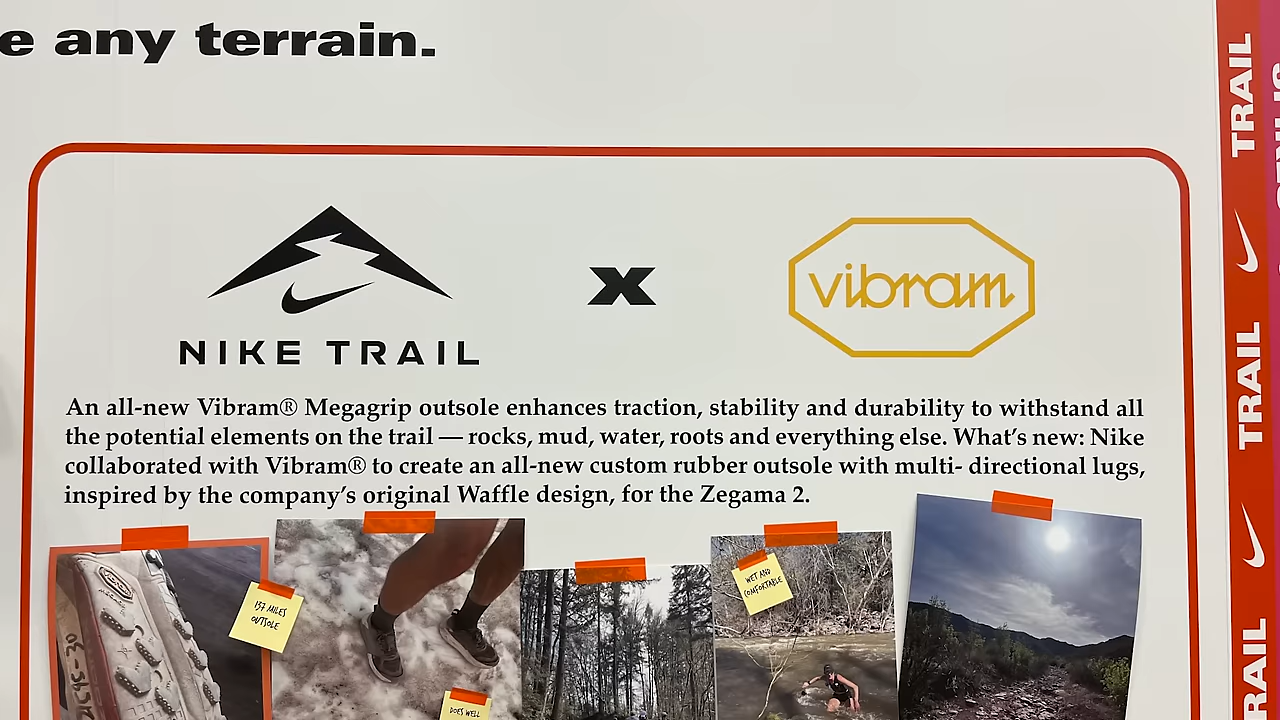 e any terrain.
NIKE TRAIL
x
vibram
An all-new Vibram® Megagrip outsole enhances traction, stability and durability to withstand all
the potential elements on the trail — rocks, mud, water, roots and everything else. What's new: Nike
collaborated with Vibram® to create an all-new custom rubber outsole with multi- directional lugs,
inspired by the company's original Waffle design, for the Zegama 2.
137 MILES
OUTSOLE
DOES WELL
WET AND
COMFORTABLE
TRAIL
TRAIL
TRAIL